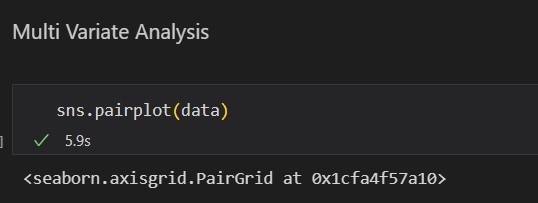 Multi Variate Analysis
sns.pairplot(data)
]
5.9s
<seaborn.axisgrid.PairGrid at 0x1cfa4f57a10>